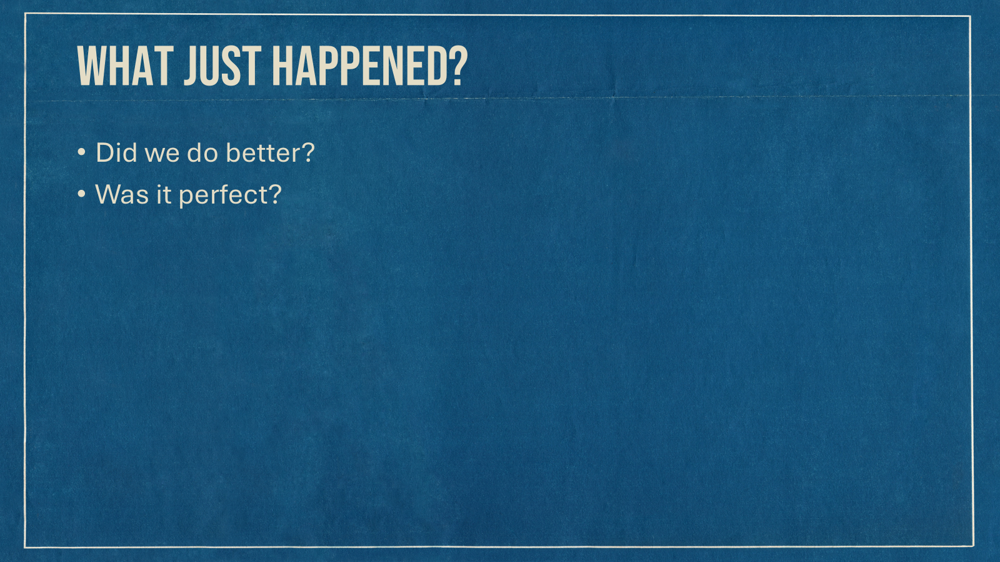 WHAT JUST HAPPENED?
• Did we do better?
• Was it perfect?